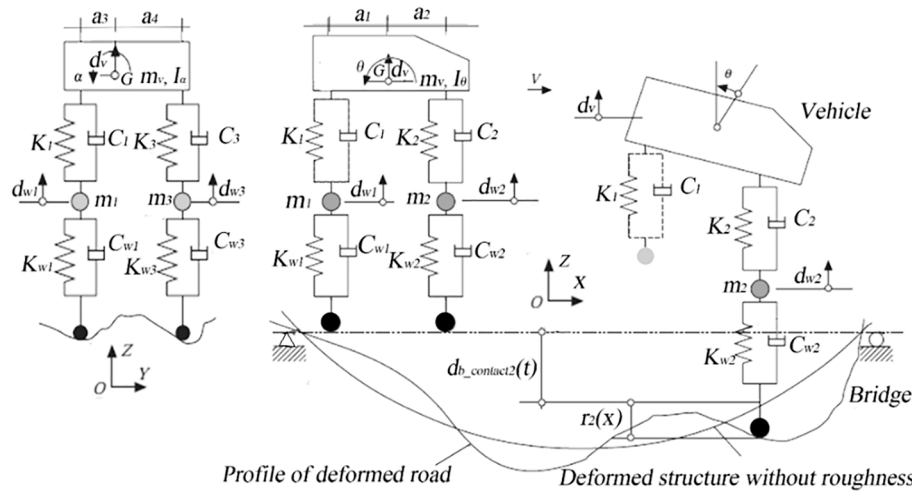 a3 a4
a1 a2
dv
α G mv, Iα
θ G dv mv, Iθ
V
dv
θ
Vehicle
K1 C1 K3 C3
K1 C1 K2 C2
K1 C1
K2 C2
dw1 m1 m3 dw3
m1 dw1 m2 dw2
m2 dw2
Kw1 Cw1 Kw3 Cw3
Kw1 Cw1 Kw2 Cw2
Kw2 Cw2
Z
O X
Z
O Y
db_contact2(t)
r2(x)
Bridge
Profile of deformed road
Deformed structure without roughness